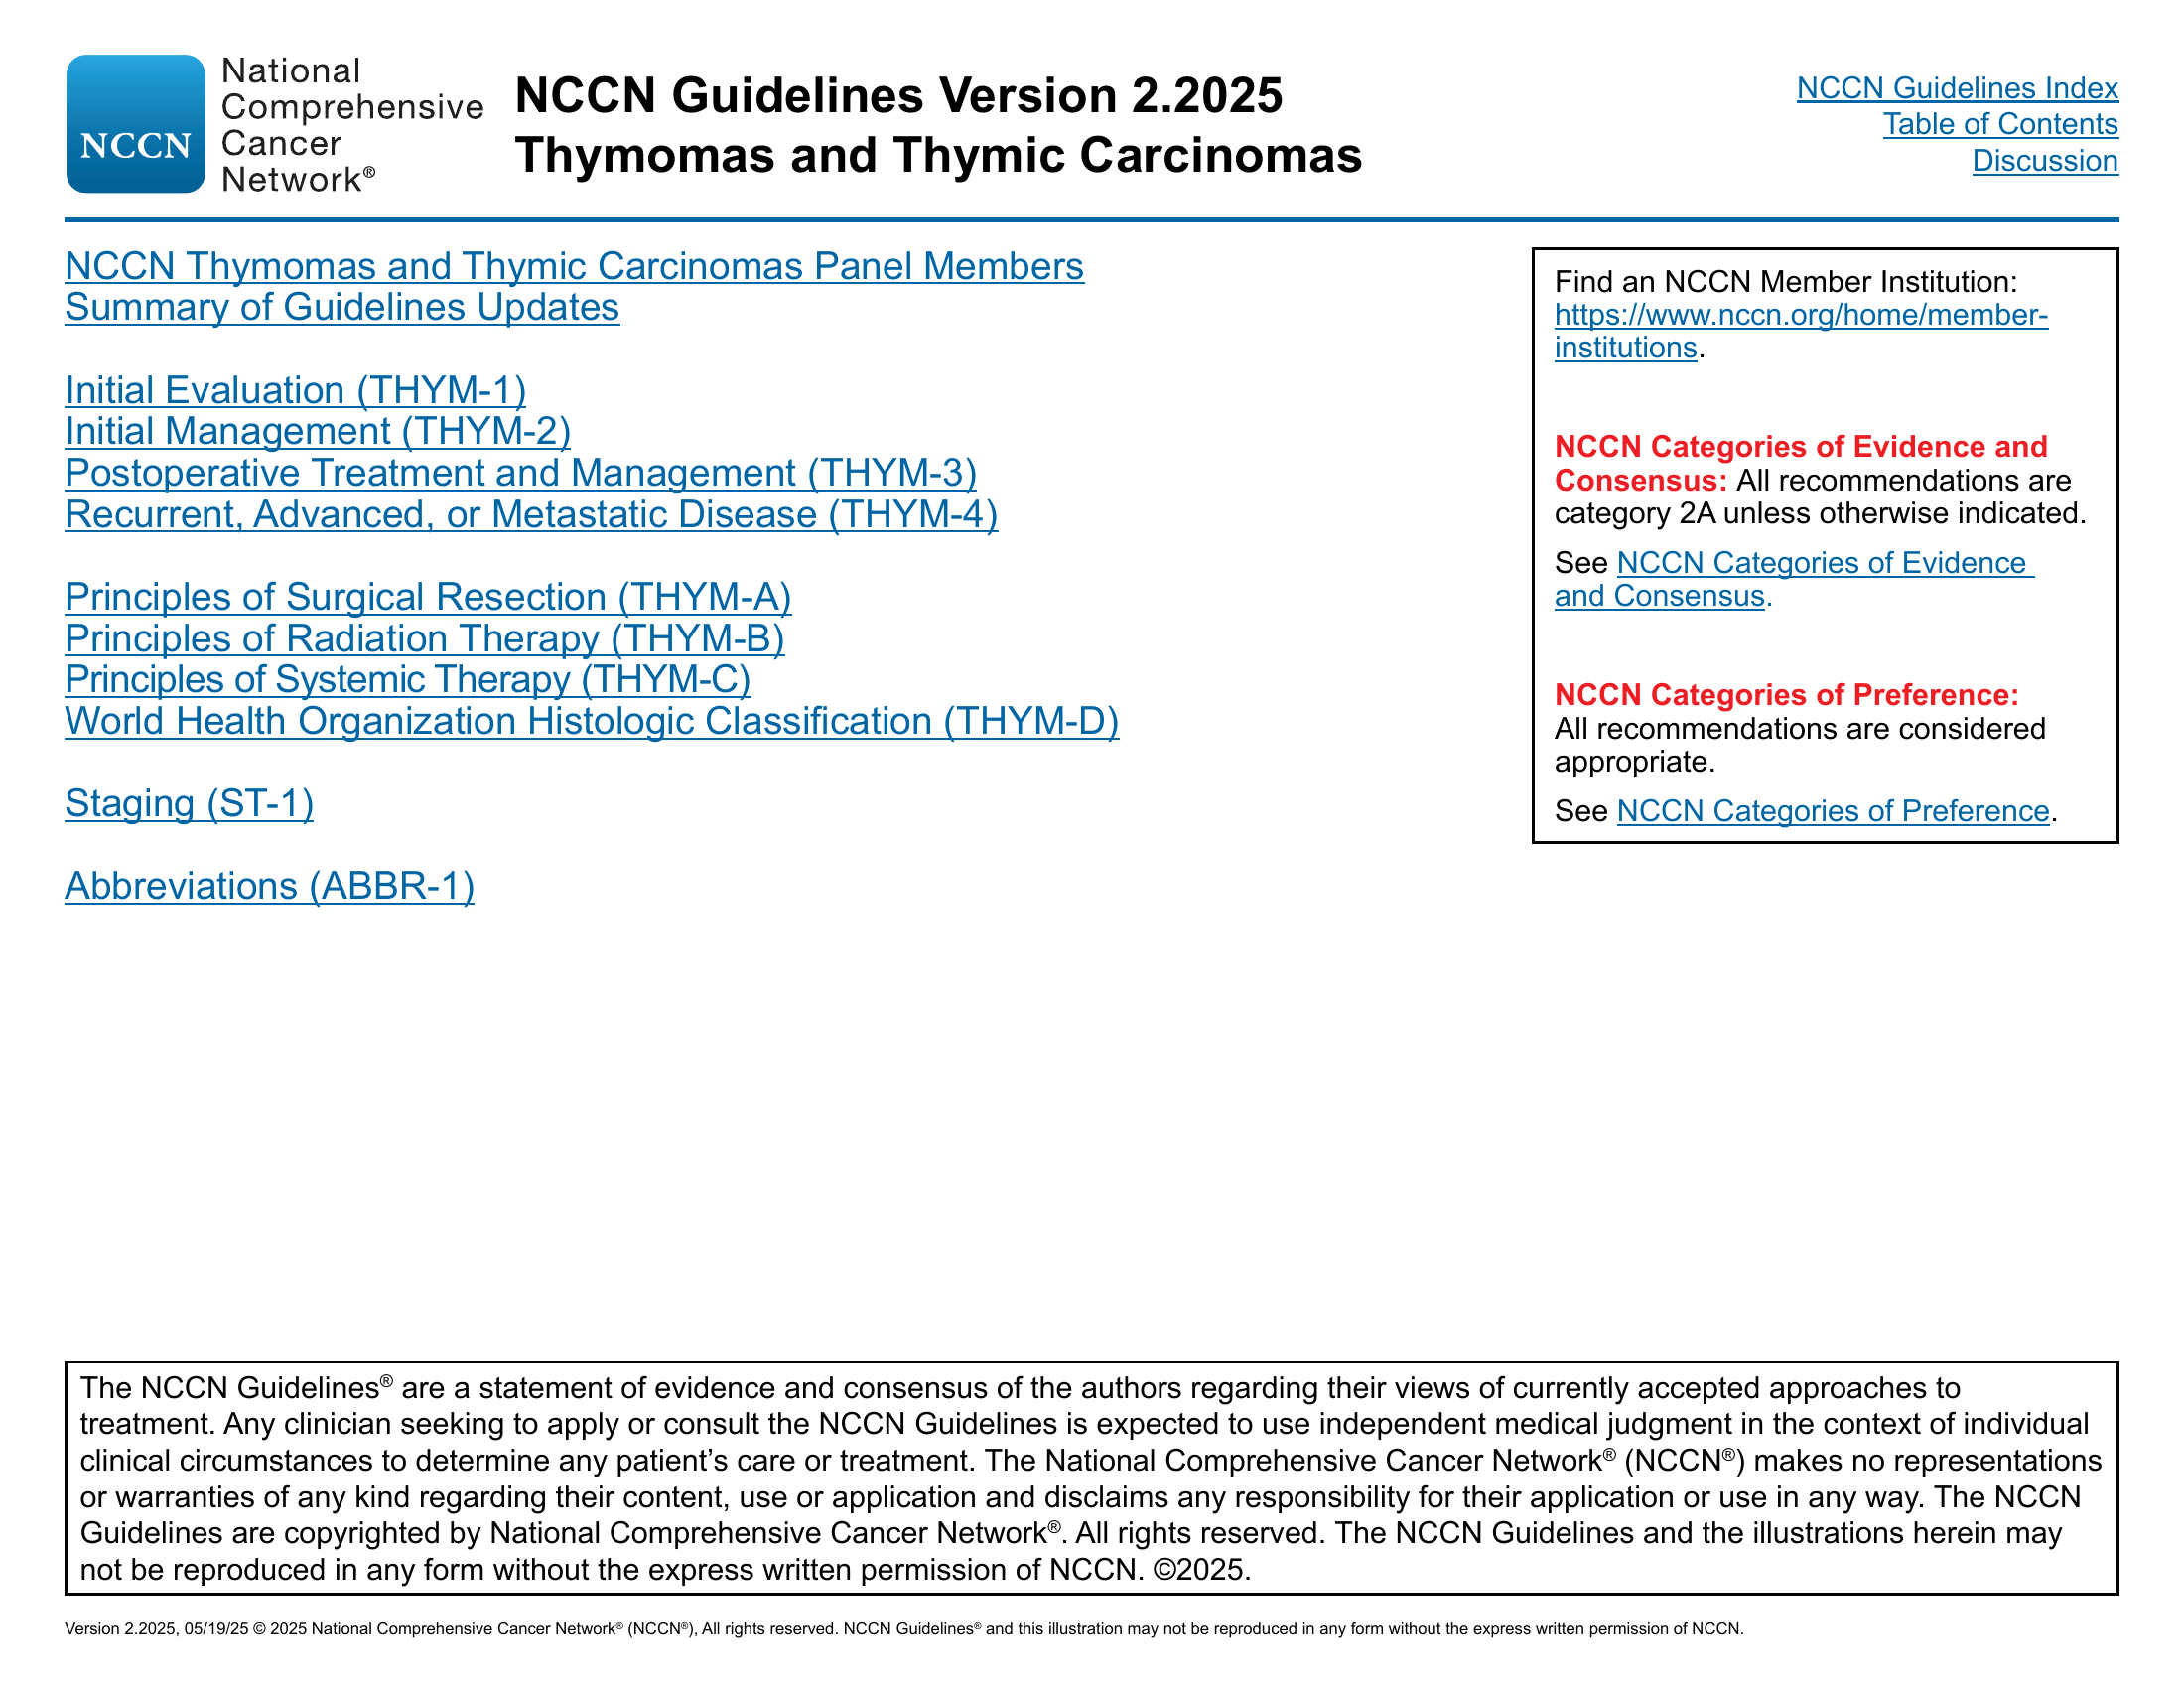 National
Comprehensive
NCCN Cancer
Network®
NCCN Guidelines Version 2.2025
Thymomas and Thymic Carcinomas
NCCN Guidelines Index
Table of Contents
Discussion
NCCN Thymomas and Thymic Carcinomas Panel Members
Summary of Guidelines Updates
Initial Evaluation (THYM-1)
Initial Management (THYM-2)
Postoperative Treatment and Management (THYM-3)
Recurrent, Advanced, or Metastatic Disease (THYM-4)
Principles of Surgical Resection (THYM-A)
Principles of Radiation Therapy (THYM-B)
Principles of Systemic Therapy (THYM-C)
World Health Organization Histologic Classification (THYM-D)
Staging (ST-1)
Abbreviations (ABBR-1)
Find an NCCN Member Institution:
https://www.nccn.org/home/member-
institutions.
NCCN Categories of Evidence and
Consensus: All recommendations are
category 2A unless otherwise indicated.
See NCCN Categories of Evidence
and Consensus.
NCCN Categories of Preference:
All recommendations are considered
appropriate.
See NCCN Categories of Preference.
The NCCN Guidelines® are a statement of evidence and consensus of the authors regarding their views of currently accepted approaches to
treatment. Any clinician seeking to apply or consult the NCCN Guidelines is expected to use independent medical judgment in the context of individual
clinical circumstances to determine any patient’s care or treatment. The National Comprehensive Cancer Network® (NCCN®) makes no representations
or warranties of any kind regarding their content, use or application and disclaims any responsibility for their application or use in any way. The NCCN
Guidelines are copyrighted by National Comprehensive Cancer Network®. All rights reserved. The NCCN Guidelines and the illustrations herein may
not be reproduced in any form without the express written permission of NCCN. ©2025.
Version 2.2025, 05/19/25 © 2025 National Comprehensive Cancer Network® (NCCN®), All rights reserved. NCCN Guidelines® and this illustration may not be reproduced in any form without the express written permission of NCCN.